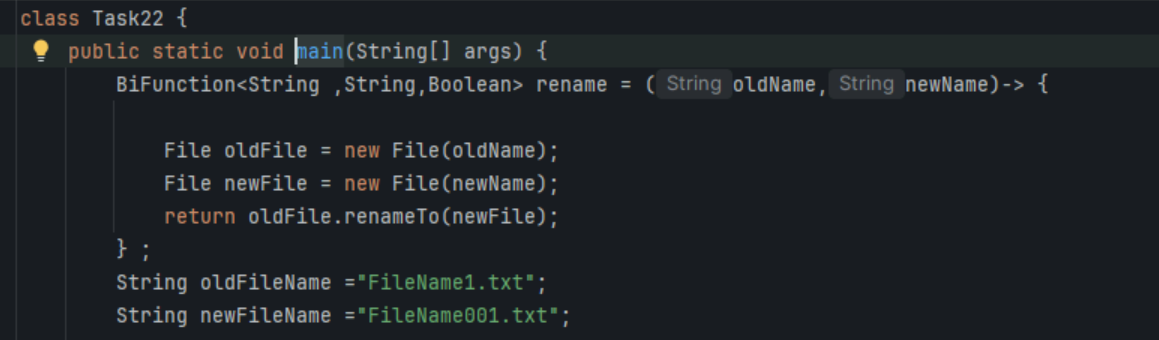 class Task22 {
public static void main(String[] args) {
BiFunction<String ,String,Boolean> rename = ( String oldName, String newName)-> {
File oldFile = new File(oldName);
File newFile = new File(newName);
return oldFile.renameTo(newFile);
} ;
String oldFileName ="FileName1.txt";
String newFileName ="FileName001.txt";